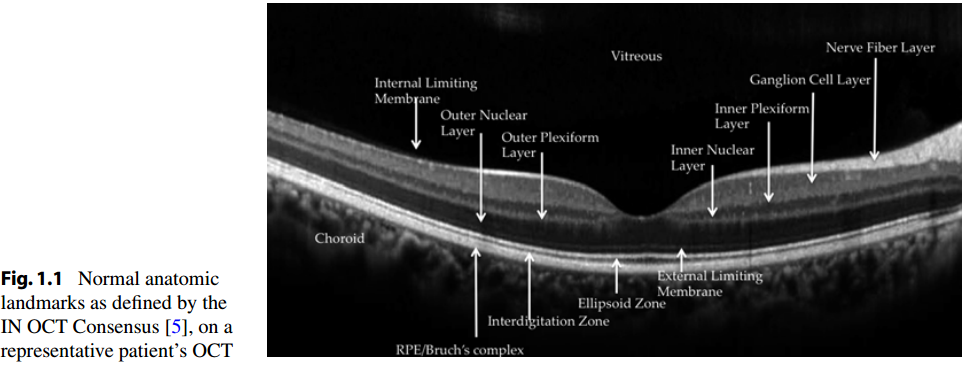 Fig. 1.1 Normal anatomic
landmarks as defined by the
IN OCT Consensus [5], on a
representative patient's OCT
Vitreous
Nerve Fiber Layer
Ganglion Cell Layer
Internal Limiting
Membrane
Inner Plexiform
Layer
Outer Nuclear
Layer
Outer Plexiform
Layer
Inner Nuclear
Layer
Choroid
External Limiting
Membrane
Ellipsoid Zone
Interdigitation Zone
RPE/Bruch's complex